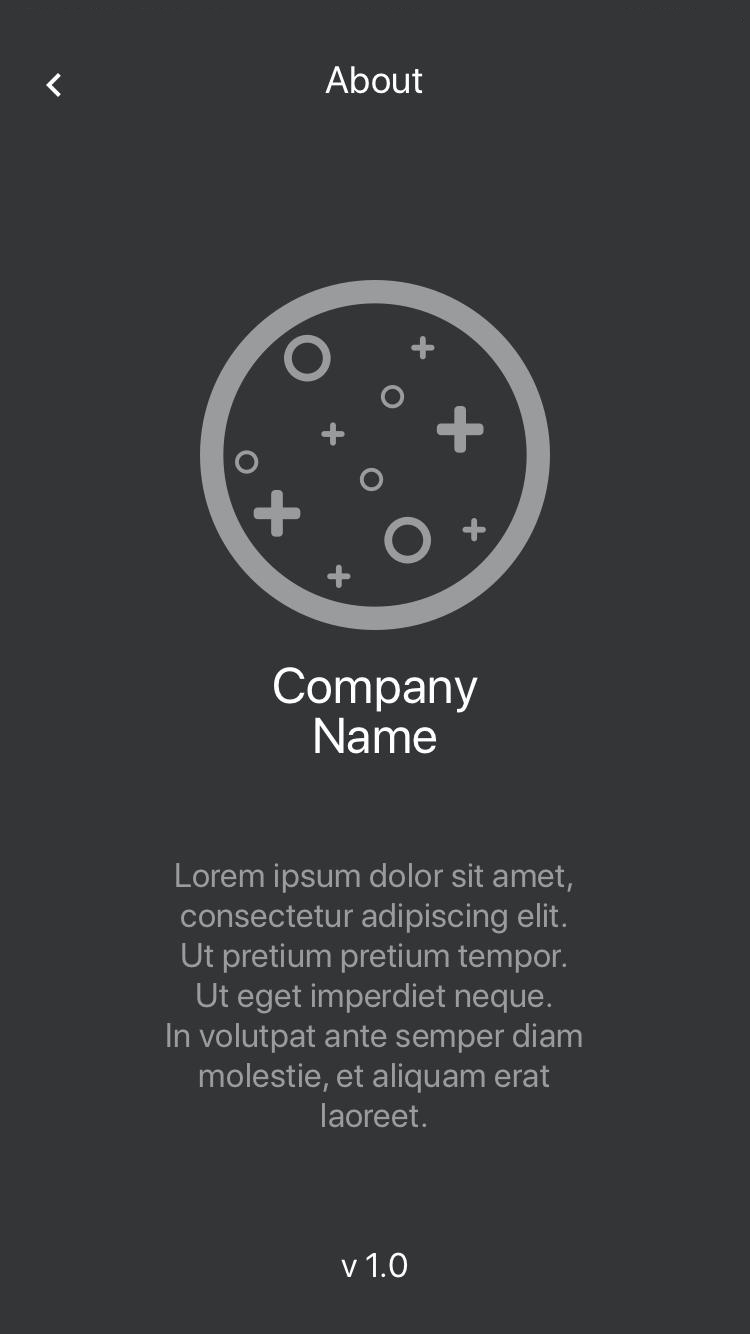 About
Company
Name
Lorem ipsum dolor sit amet,
consectetur adipiscing elit.
Ut pretium pretium tempor.
Ut eget imperdiet neque.
In volutpat ante semper diam
molestie, et aliquam erat
laoreet.
v 1.0